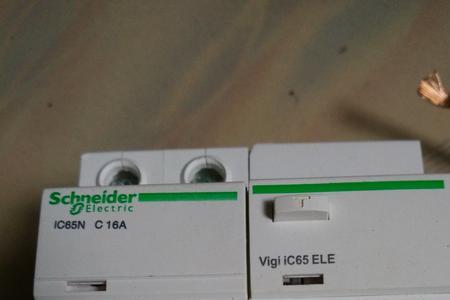 Schneider
Electric
iC65N C 16A
T
Vigi iC65 ELE